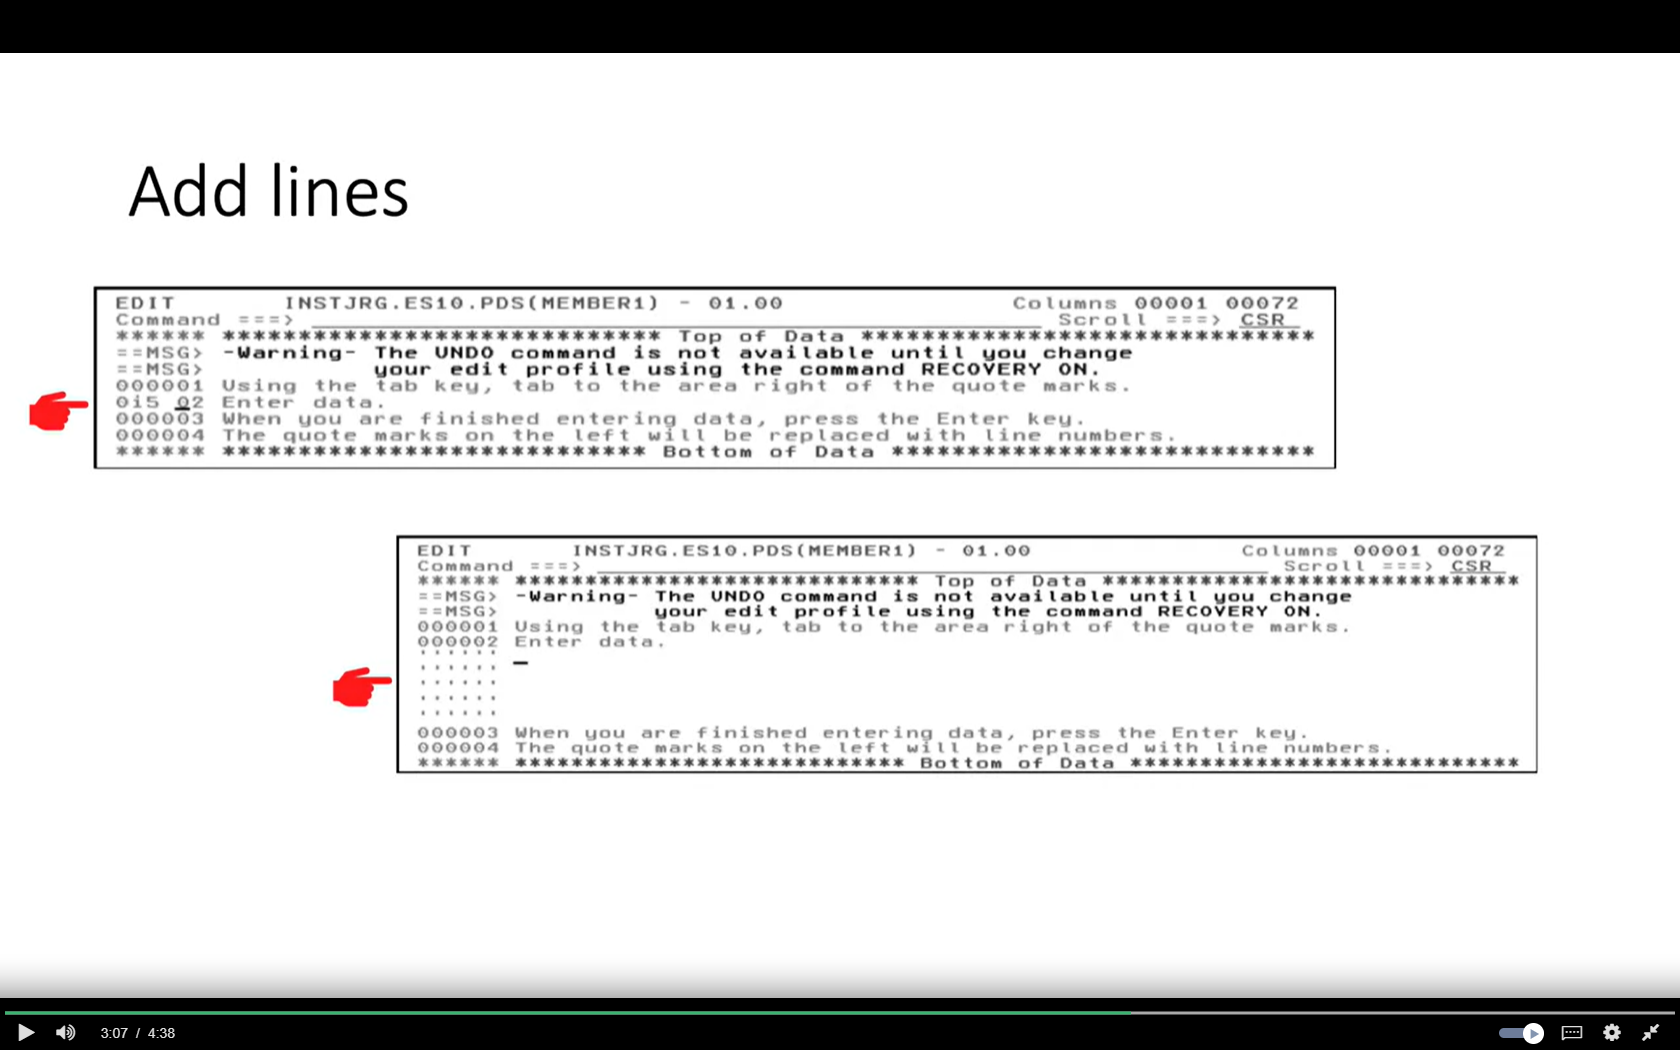 Add lines
EDIT INSTJRG.ES10.PDS(MEMBER1) - 01.00 Columns 00001 00072
Command ===> Scroll ===> CSR
****** **************************** Top of Data ******************************
==MSG> -Warning- The UNDO command is not available until you change
==MSG> your edit profile using the command RECOVERY ON.
000001 Using the tab key, tab to the area right of the quote marks.
0i5 02 Enter data.
000003 When you are finished entering data, press the Enter key.
000004 The quote marks on the left will be replaced with line numbers.
****** **************************** Bottom of Data ****************************
EDIT INSTJRG.ES10.PDS(MEMBER1) - 01.00 Columns 00001 00072
Command ===> Scroll ===> CSR
****** ***************************** Top of Data ******************************
==MSG> -Warning- The UNDO command is not available until you change
==MSG> your edit profile using the command RECOVERY ON.
000001 Using the tab key, tab to the area right of the quote marks.
000002 Enter data.
''''''
''''''
''''''
''''''
''''''
000003 When you are finished entering data, press the Enter key.
000004 The quote marks on the left will be replaced with line numbers.
****** **************************** Bottom of Data ****************************
3:07 / 4:38